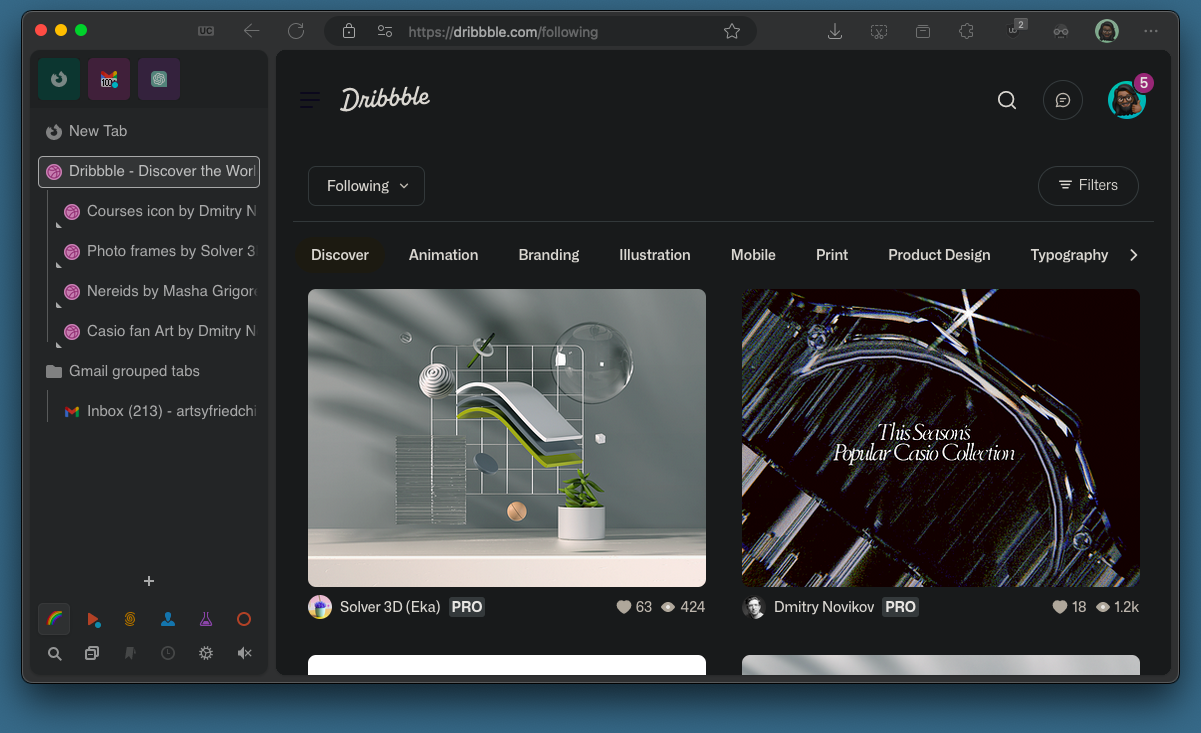 UC
https://dribbble.com/following
2
100+
New Tab
Dribbble - Discover the Worl
Courses icon by Dmitry N
Photo frames by Solver 3
Nereids by Masha Grigor
Casio fan Art by Dmitry N
Gmail grouped tabs
Inbox (213) - artsyfriedchi
Dribbble
5
Following
Filters
Discover
Animation
Branding
Illustration
Mobile
Print
Product Design
Typography
This Season's
Popular Casio Collection
Solver 3D (Eka) PRO
63
424
Dmitry Novikov PRO
18
1.2k